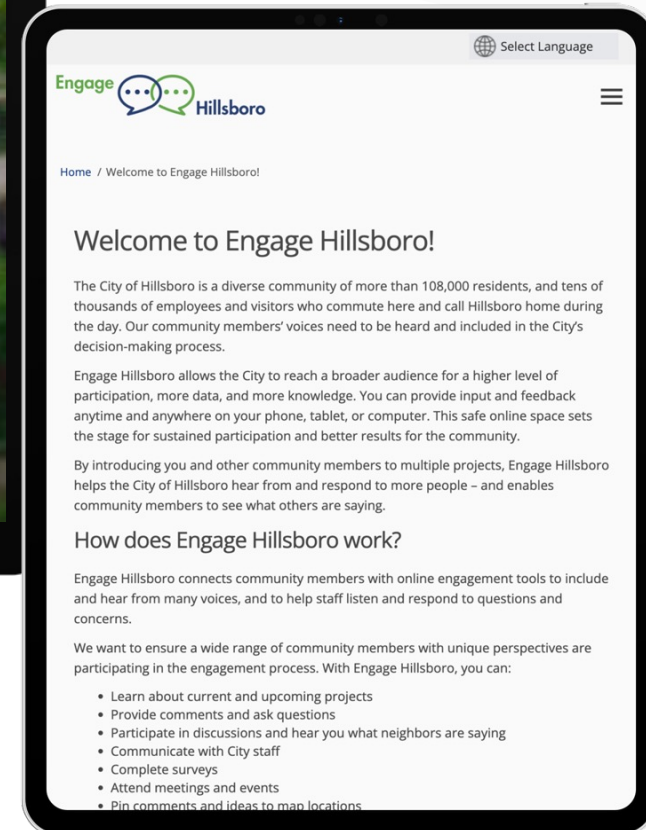 Select Language
Engage
Hillsboro
Home / Welcome to Engage Hillsboro!
Welcome to Engage Hillsboro!
The City of Hillsboro is a diverse community of more than 108,000 residents, and tens of
thousands of employees and visitors who commute here and call Hillsboro home during
the day. Our community members’ voices need to be heard and included in the City’s
decision-making process.
Engage Hillsboro allows the City to reach a broader audience for a higher level of
participation, more data, and more knowledge. You can provide input and feedback
anytime and anywhere on your phone, tablet, or computer. This safe online space sets
the stage for sustained participation and better results for the community.
By introducing you and other community members to multiple projects, Engage Hillsboro
helps the City of Hillsboro hear from and respond to more people – and enables
community members to see what others are saying.
How does Engage Hillsboro work?
Engage Hillsboro connects community members with online engagement tools to include
and hear from many voices, and to help staff listen and respond to questions and
concerns.
We want to ensure a wide range of community members with unique perspectives are
participating in the engagement process. With Engage Hillsboro, you can:
• Learn about current and upcoming projects
• Provide comments and ask questions
• Participate in discussions and hear you what neighbors are saying
• Communicate with City staff
• Complete surveys
• Attend meetings and events
• Pin comments and ideas to map locations